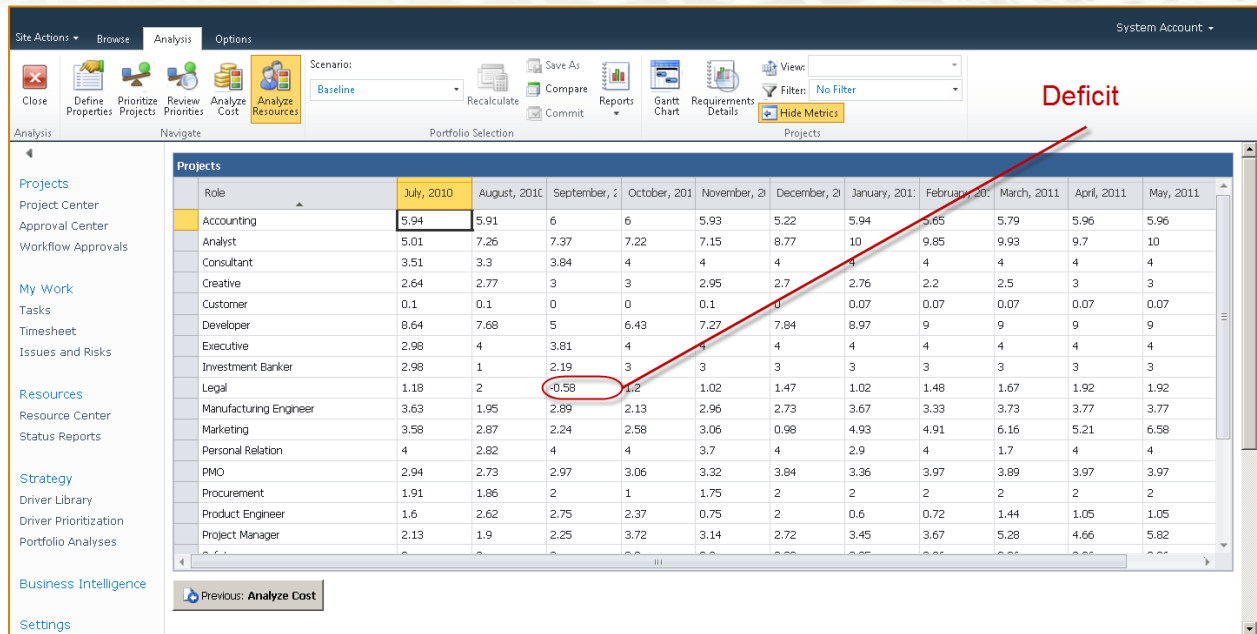 System Account
Site Actions Browse Analysis Options
Close
Define Properties
Prioritize Projects
Review Priorities
Analyze Cost
Analyze Resources
Scenario:
Baseline
Recalculate
Save As
Compare
Commit
Reports
Gantt Chart
Requirements Details
View:
Filter: No Filter
Hide Metrics
Deficit
Analysis Navigate Portfolio Selection Projects
Projects
Project Center
Approval Center
Workflow Approvals
My Work
Tasks
Timesheet
Issues and Risks
Resources
Resource Center
Status Reports
Strategy
Driver Library
Driver Prioritization
Portfolio Analyses
Business Intelligence
Settings
Projects
Role July, 2010 August, 201 September, 2 October, 201 November, 2 December, 2 January, 201 February, 201 March, 2011 April, 2011 May, 2011
Accounting 5.94 5.91 6 6 5.93 5.22 5.94 5.65 5.79 5.96 5.96
Analyst 5.01 7.26 7.37 7.22 7.15 8.77 10 9.85 9.93 9.7 10
Consultant 3.51 3.3 3.84 4 4 4 4 4 4 4 4
Creative 2.64 2.77 3 3 2.95 2.7 2.76 2.2 2.5 3 3
Customer 0.1 0.1 0 0 0.1 0 0.07 0.07 0.07 0.07 0.07
Developer 8.64 7.68 5 6.43 7.27 7.84 8.97 9 9 9 9
Executive 2.98 4 3.81 4 4 4 4 4 4 4 4
Investment Banker 2.98 1 2.19 3 3 3 3 3 3 3 3
Legal 1.18 2 -0.58 1.2 1.02 1.47 1.02 1.48 1.67 1.92 1.92
Manufacturing Engineer 3.63 1.95 2.89 2.13 2.96 2.73 3.67 3.33 3.73 3.77 3.77
Marketing 3.58 2.87 2.24 2.58 3.06 0.98 4.93 4.91 6.16 5.21 6.58
Personal Relation 4 2.82 4 4 3.7 4 2.9 4 1.7 4 4
PMO 2.94 2.73 2.97 3.06 3.32 3.84 3.36 3.97 3.89 3.97 3.97
Procurement 1.91 1.86 2 1 1.75 2 2 2 2 2 2
Product Engineer 1.6 2.62 2.75 2.37 0.75 2 0.6 0.72 1.44 1.05 1.05
Project Manager 2.13 1.9 2.25 3.72 3.14 2.72 3.45 3.67 5.28 4.66 5.82
Previous: Analyze Cost